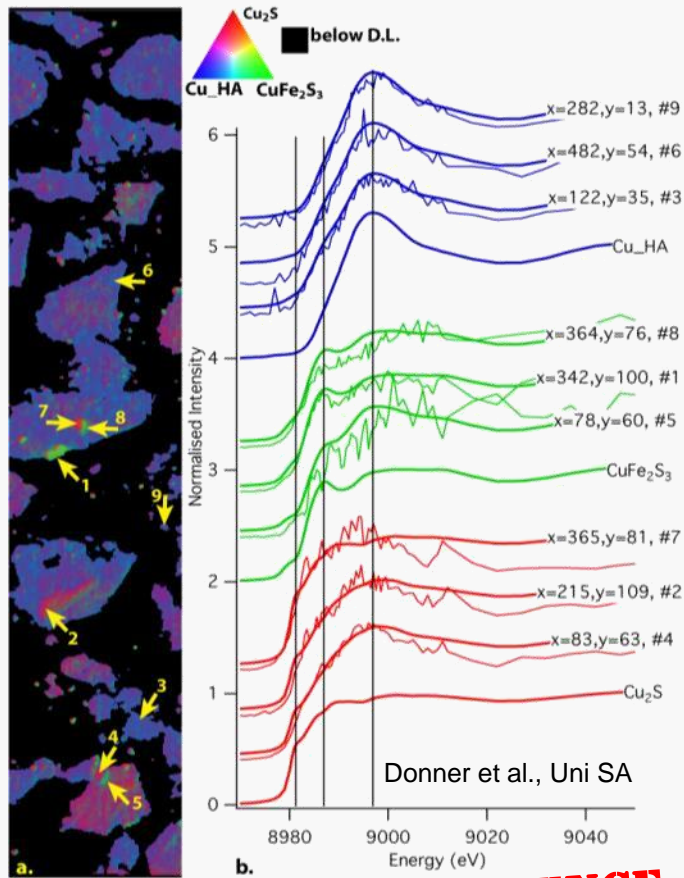 Cu₂S
below D.L.
Cu_HA CuFe₂S₃
6
7
8
1
9
2
3
4
5
a.
Normalised Intensity
6
5
4
3
2
1
0
x=282,y=13, #9
x=482,y=54, #6
x=122,y=35, #3
Cu_HA
x=364,y=76, #8
x=342,y=100, #1
x=78,y=60, #5
CuFe₂S₃
x=365,y=81, #7
x=215,y=109, #2
x=83,y=63, #4
Cu₂S
Donner et al., Uni SA
8980 9000 9020 9040
b. Energy (eV)